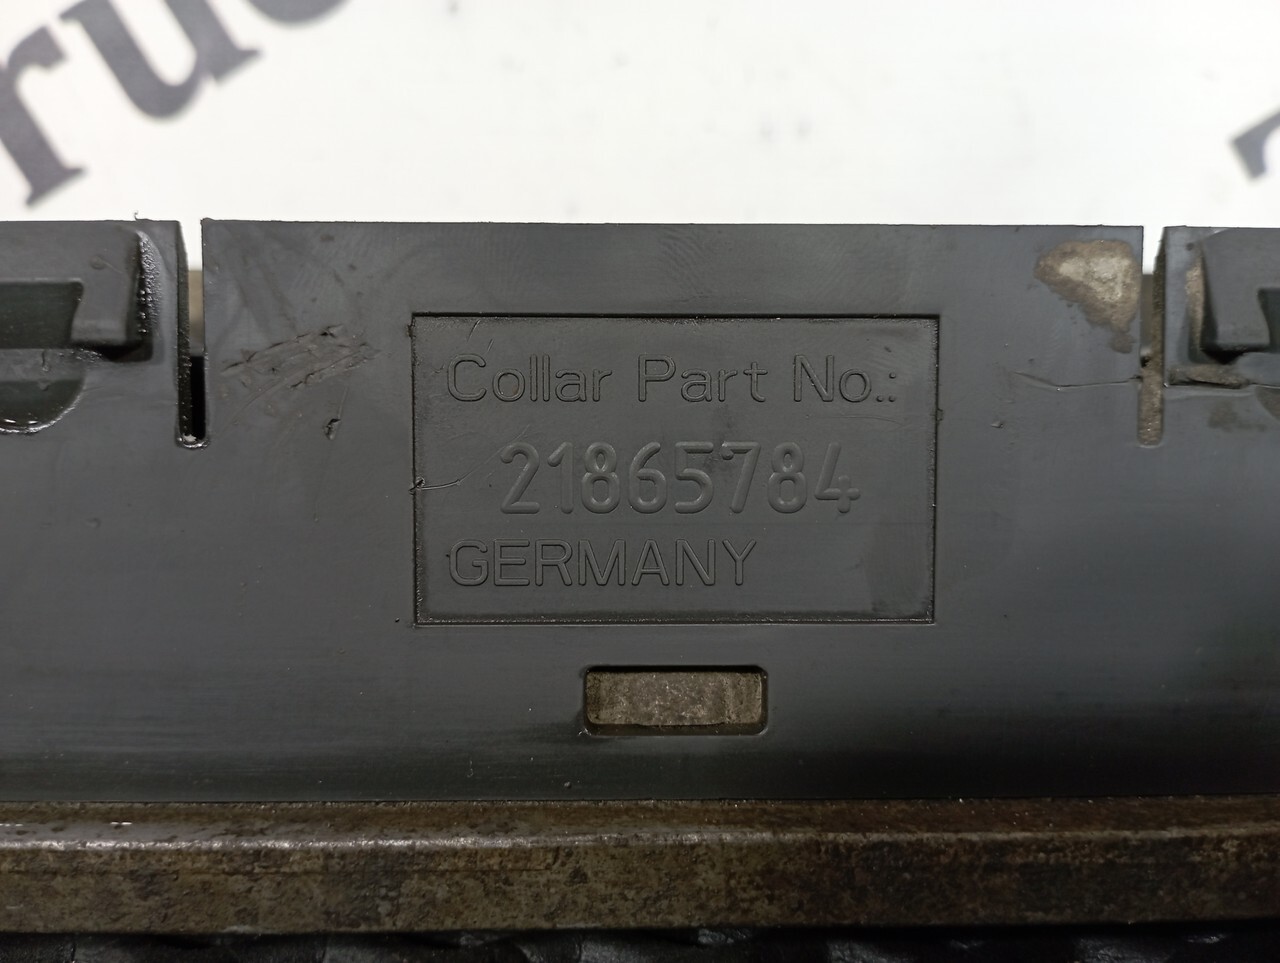 Collar Part No.:
21865784
GERMANY